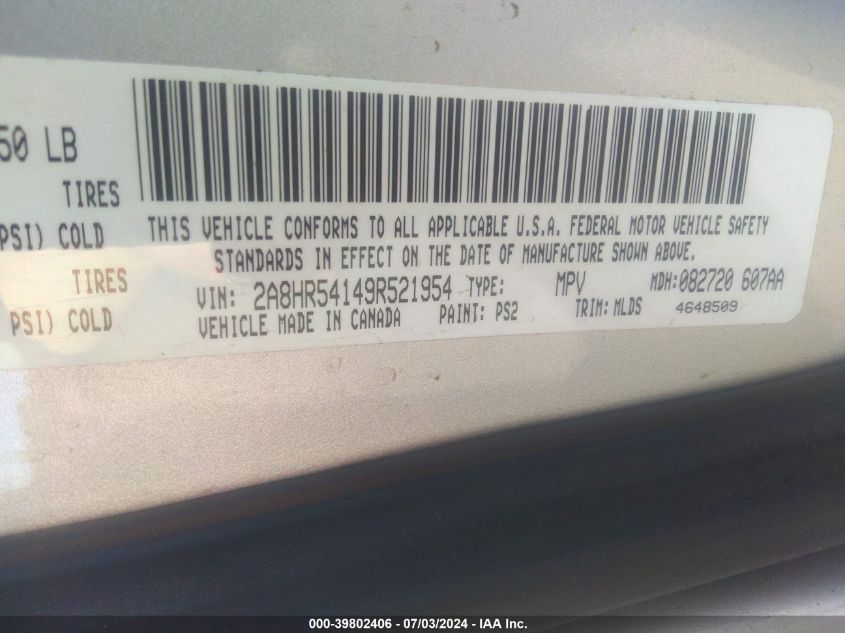 50 LB
TIRES
PSI) COLD
THIS VEHICLE CONFORMS TO ALL APPLICABLE U.S.A. FEDERAL MOTOR VEHICLE SAFETY
STANDARDS IN EFFECT ON THE DATE OF MANUFACTURE SHOWN ABOVE.
TIRES
VIN: 2A8HR54149R521954 TYPE: MPV MDH:082720 607AA
PSI) COLD
VEHICLE MADE IN CANADA PAINT: PS2 TRIM: MLDS 4648509
000-39802406 - 07/03/2024 - IAA Inc.